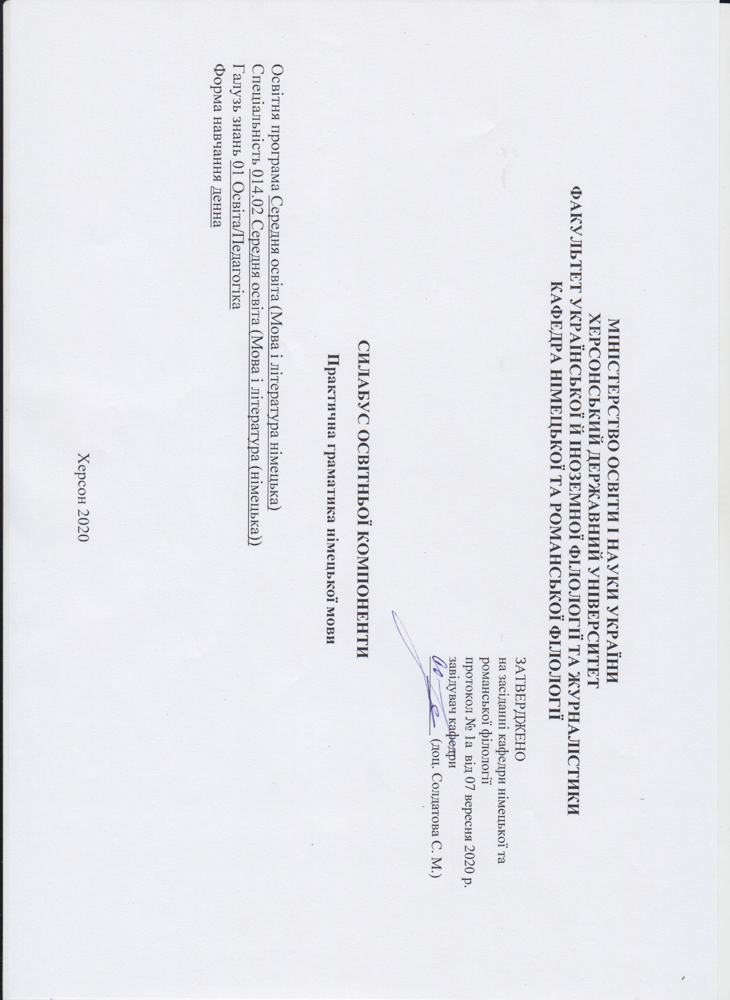 МІНІСТЕРСТВО ОСВІТИ І НАУКИ УКРАЇНИ
ХЕРСОНСЬКИЙ ДЕРЖАВНИЙ УНІВЕРСИТЕТ
ФАКУЛЬТЕТ УКРАЇНСЬКОЇ Й ІНОЗЕМНОЇ ФІЛОЛОГІЇ ТА ЖУРНАЛІСТИКИ
КАФЕДРА НІМЕЦЬКОЇ ТА РОМАНСЬКОЇ ФІЛОЛОГІЇ
ЗАТВЕРДЖЕНО
на засіданні кафедри німецької та
романської філології
протокол № 1а від 07 вересня 2020 р.
завідувач кафедри
(доц. Солдатова С. М.)
СИЛАБУС ОСВІТНЬОЇ КОМПОНЕНТИ
Практична граматика німецької мови
Освітня програма Середня освіта (Мова і література німецька)
Спеціальність 014.02 Середня освіта (Мова і література (німецька))
Галузь знань 01 Освіта/Педагогіка
Форма навчання денна
Херсон 2020